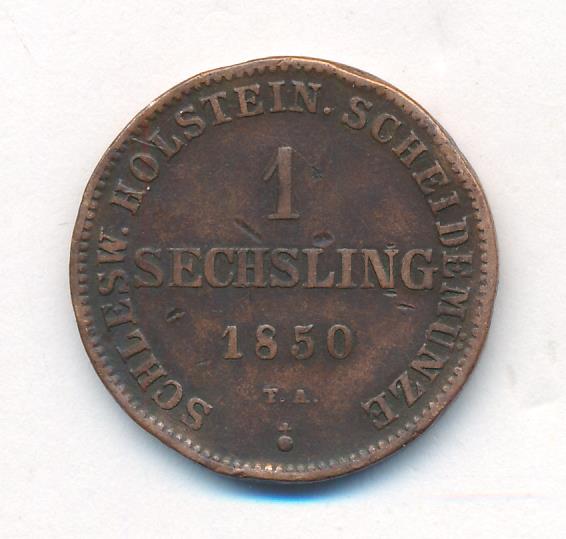 SCHLESW. HOLSTEIN. SCHEIDEMÜNZE
1
SECHSLING
1850
T. A.